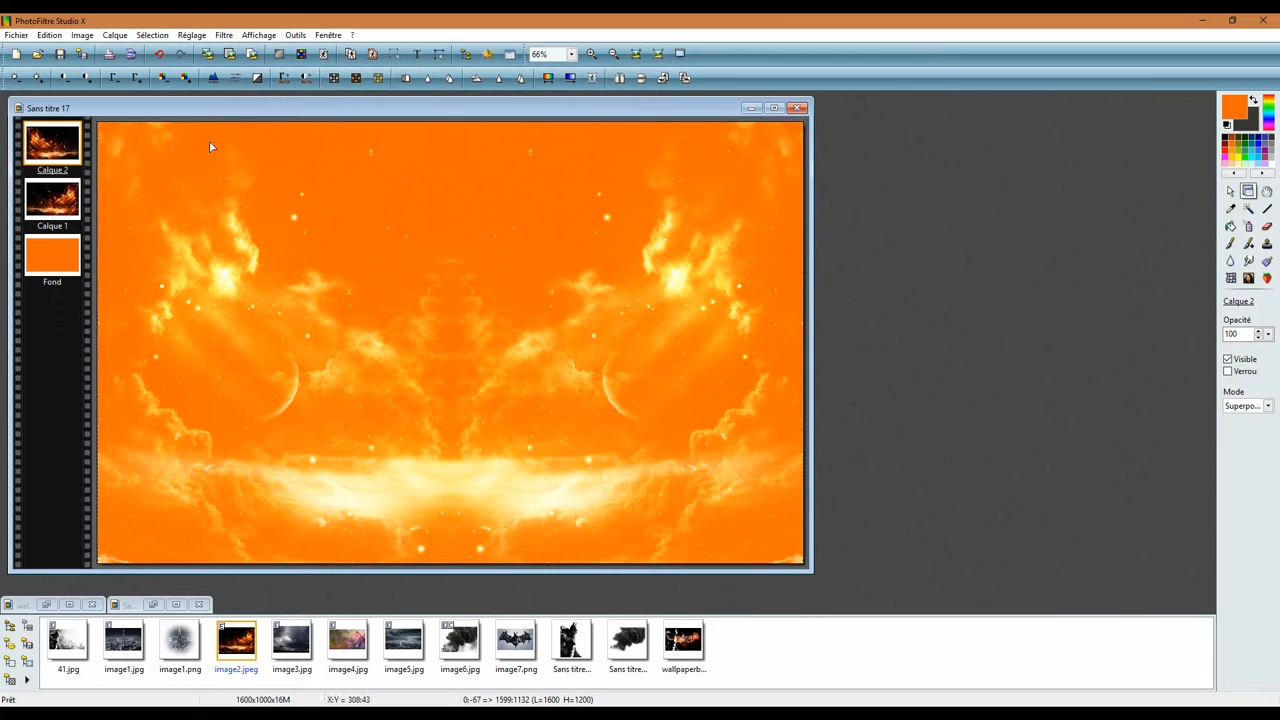 PhotoFiltre Studio X
Fichier Edition Image Calque Sélection Réglage Filtre Affichage Outils Fenêtre ?
66%
Sans titre 17
Calque 2
Calque 1
Fond
Calque 2
Opacité
100
Visible
Verrou
Mode
Superpo...
wal... Sa...
41.jpg image1.jpg image1.png image2.jpeg image3.jpg image4.jpg image5.jpg image6.jpg image7.png Sans titre... Sans titre... wallpaperb...
Prêt 1600x1000x16M X:Y = 308:43 0:-67 => 1599:1132 (L=1600 H=1200)